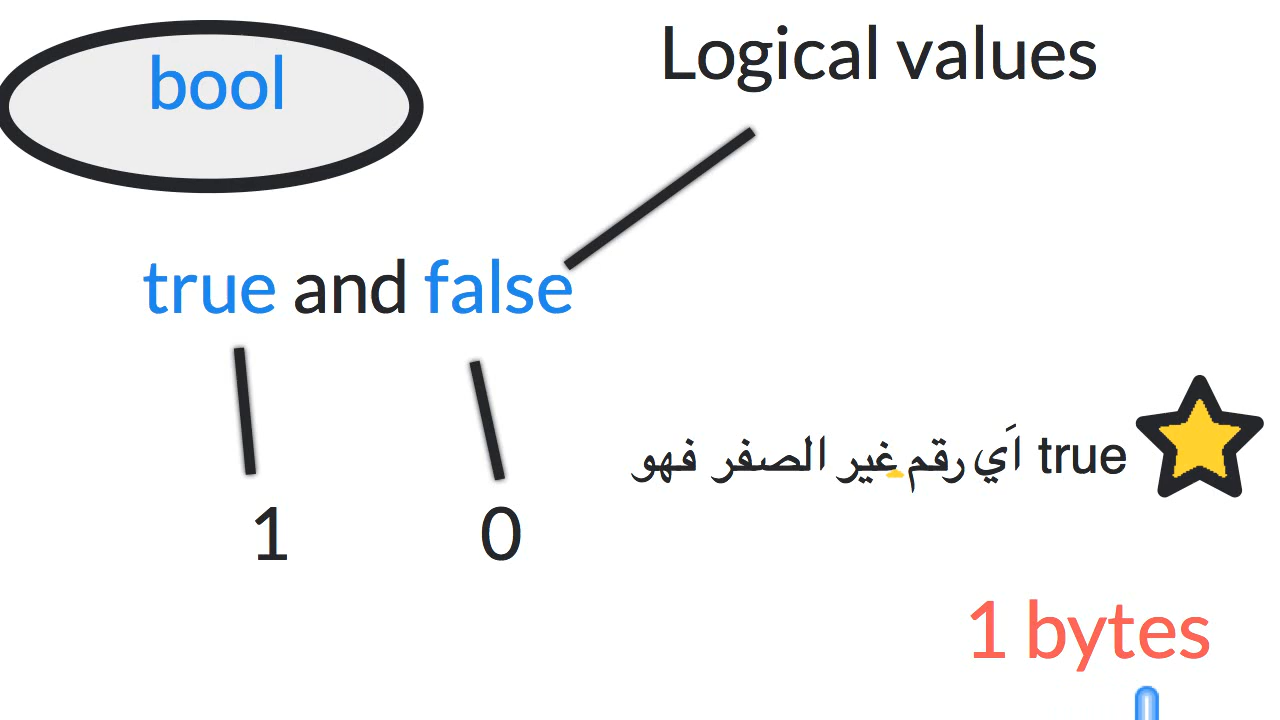 bool
Logical values
true and false
1 0
اَي رقم غير الصفر فهو true
1 bytes